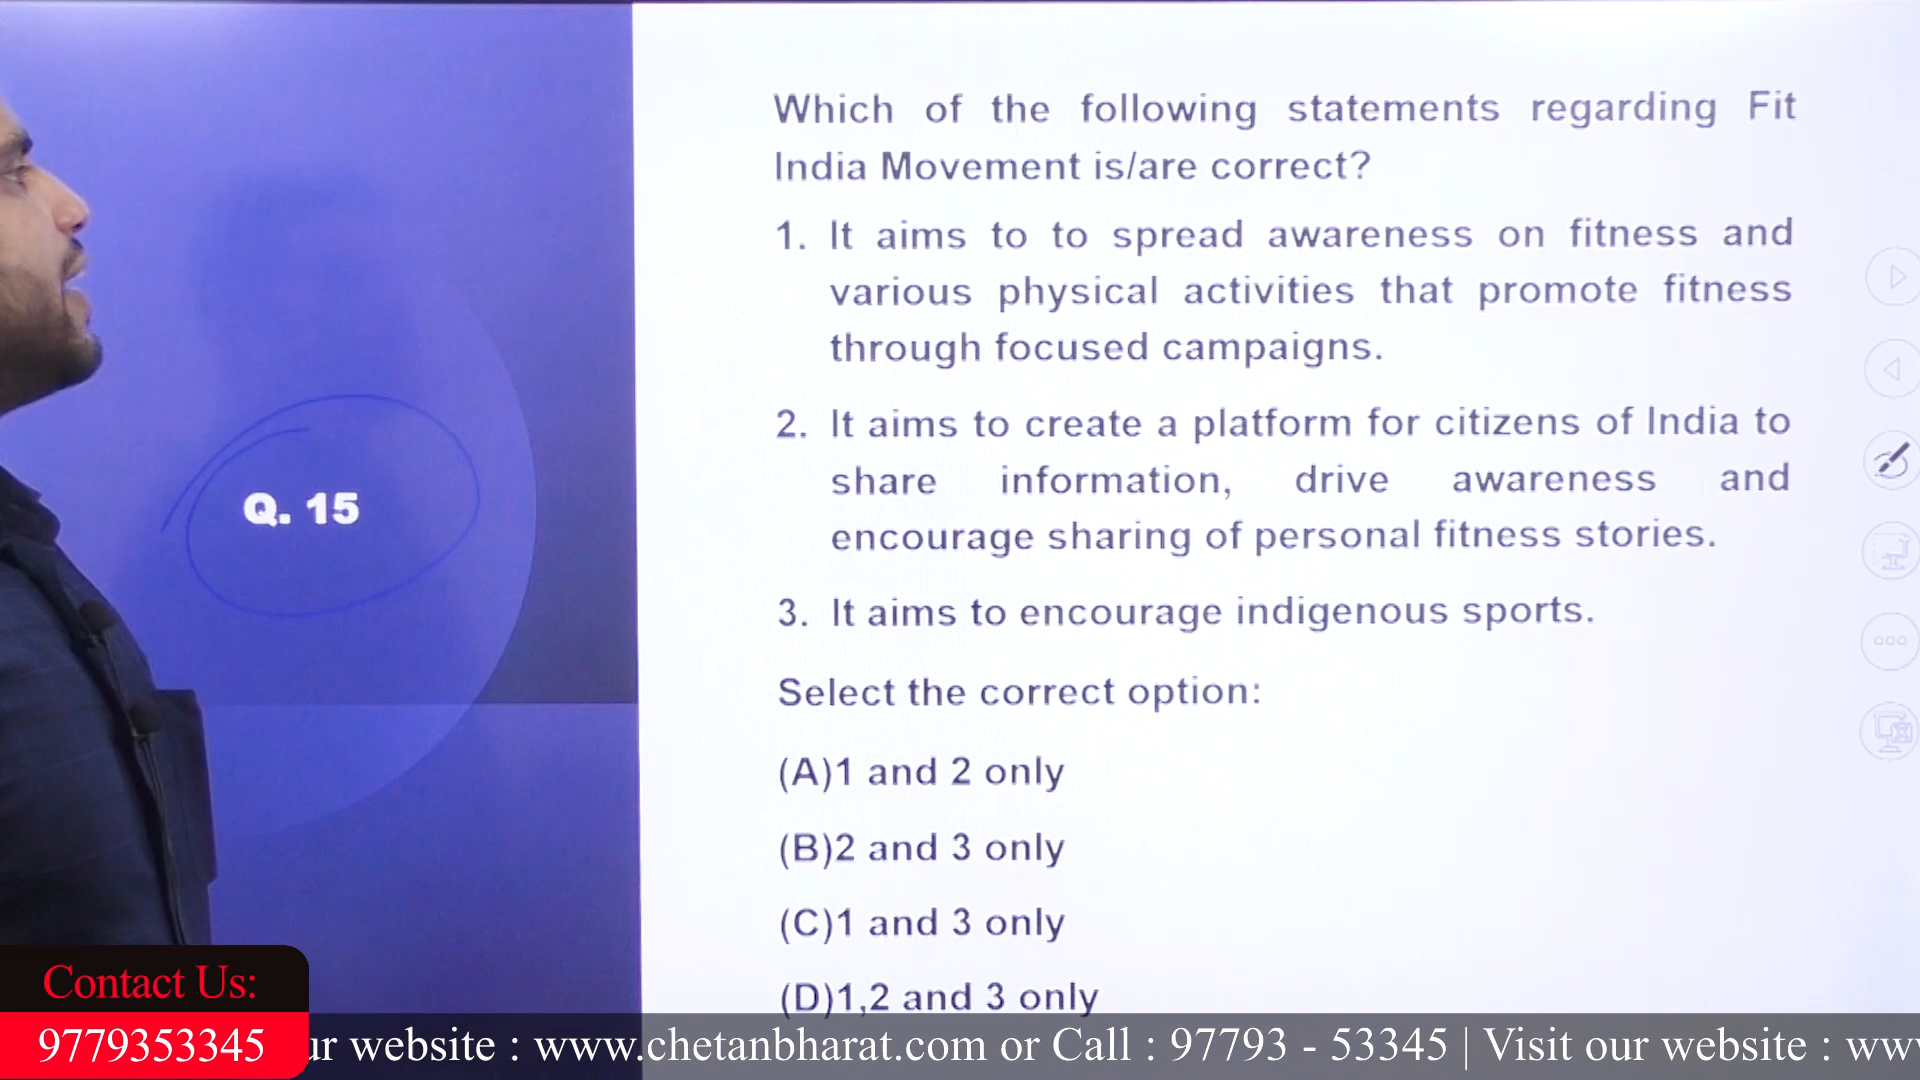 Which of the following statements regarding Fit
India Movement is/are correct?
1. It aims to to spread awareness on fitness and
various physical activities that promote fitness
through focused campaigns.
2. It aims to create a platform for citizens of India to
share information, drive awareness and
encourage sharing of personal fitness stories.
3. It aims to encourage indigenous sports.
Select the correct option:
(A)1 and 2 only
(B)2 and 3 only
(C)1 and 3 only
(D)1,2 and 3 only
Q. 15
Contact Us:
9779353345
website : www.chetanbharat.com or Call : 97793 - 53345 | Visit our website :